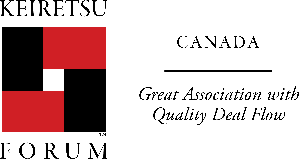 KEIRETSU
FORUM
TM
CANADA
Great Association with
Quality Deal Flow